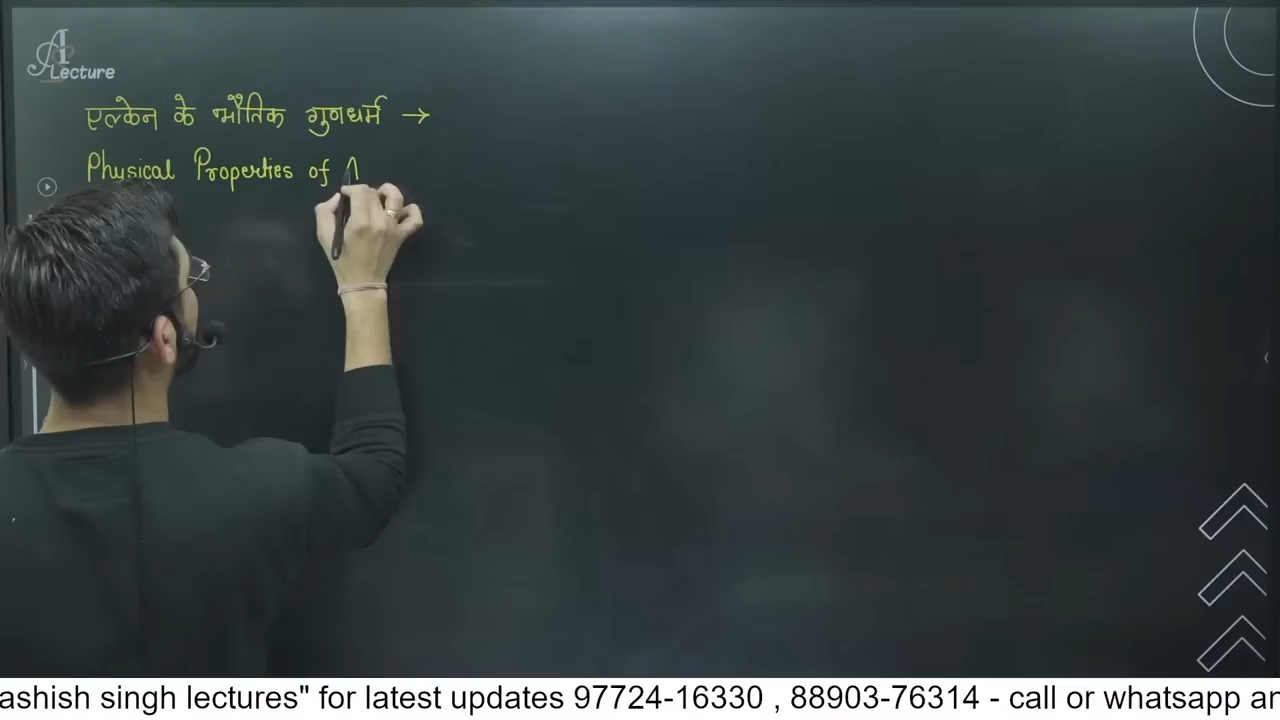 A Lecture
एल्केन के भौतिक गुणधर्म →
Physical Properties of A
ashish singh lectures" for latest updates 97724-16330 , 88903-76314 - call or whatsapp an